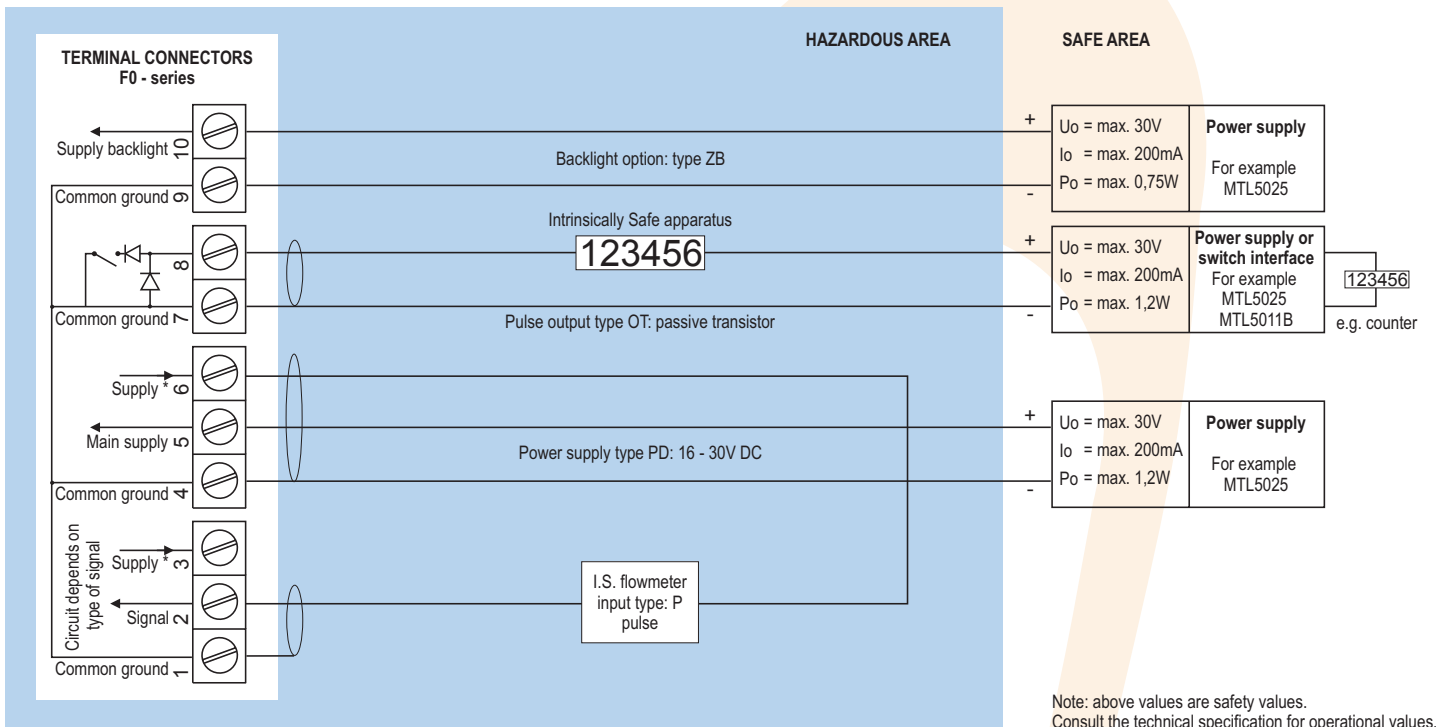 HAZARDOUS AREA
SAFE AREA
TERMINAL CONNECTORS
F0 - series
Supply backlight
10
Common ground
9
8
Common ground
7
Supply *
6
Main supply
5
Common ground
4
Circuit depends on
type of signal
Supply *
3
Signal
2
Common ground
1
Backlight option: type ZB
Intrinsically Safe apparatus
123456
Pulse output type OT: passive transistor
Power supply type PD: 16 - 30V DC
I.S. flowmeter
input type: P
pulse
+
-
Uo = max. 30V
Io = max. 200mA
Po = max. 0,75W
Power supply
For example
MTL5025
+
-
Uo = max. 30V
Io = max. 200mA
Po = max. 1,2W
Power supply or
switch interface
For example
MTL5025
MTL5011B
123456
e.g. counter
+
-
Uo = max. 30V
Io = max. 200mA
Po = max. 1,2W
Power supply
For example
MTL5025
Note: above values are safety values.
Consult the technical specification for operational values.